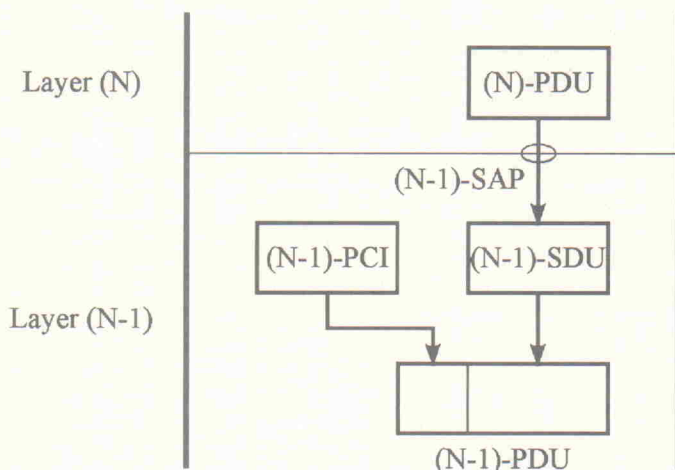 Layer (N)
(N)-PDU
(N-1)-SAP
(N-1)-PCI
(N-1)-SDU
Layer (N-1)
(N-1)-PDU